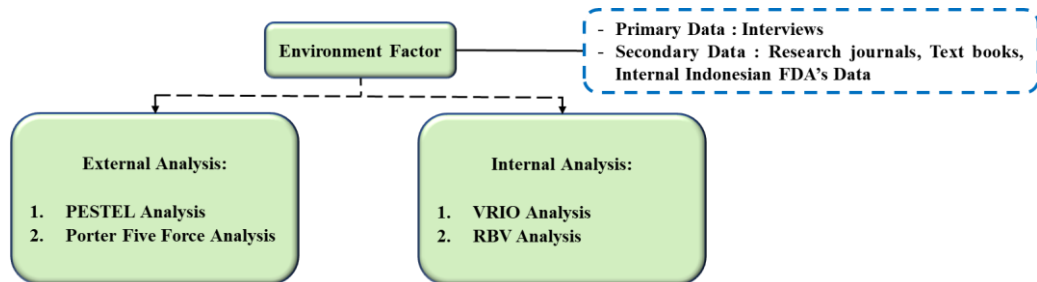 Environment Factor
- Primary Data : Interviews
- Secondary Data : Research journals, Text books,
Internal Indonesian FDA's Data
External Analysis:
1. PESTEL Analysis
2. Porter Five Force Analysis
Internal Analysis:
1. VRIO Analysis
2. RBV Analysis